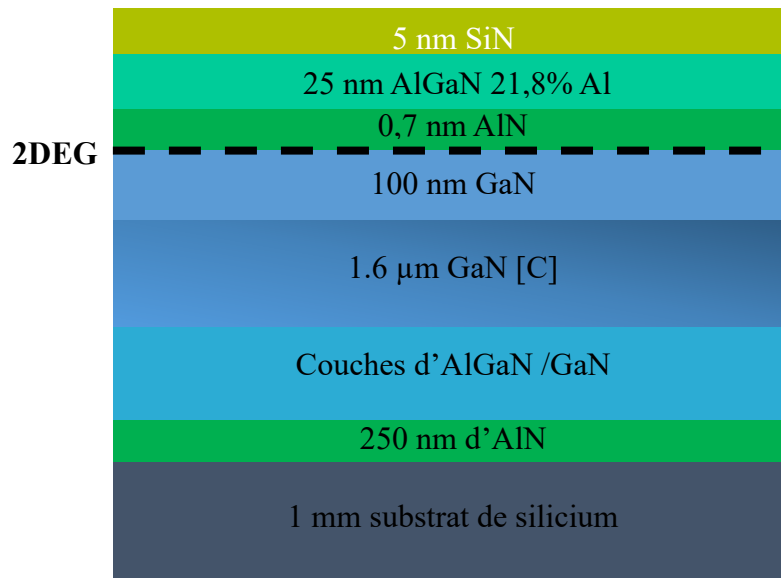 5 nm SiN
25 nm AlGaN 21,8% Al
0,7 nm AlN
2DEG
100 nm GaN
1.6 µm GaN [C]
Couches d’AlGaN /GaN
250 nm d’AlN
1 mm substrat de silicium